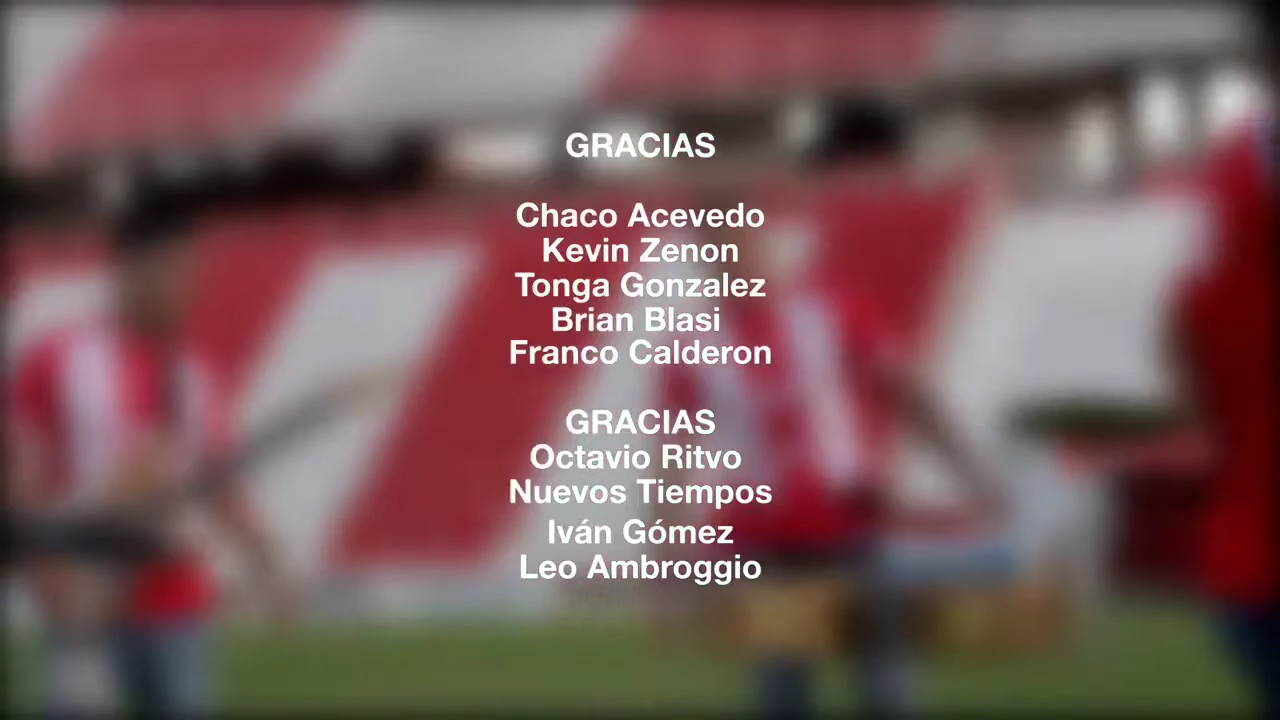 GRACIAS
Chaco Acevedo
Kevin Zenon
Tonga Gonzalez
Brian Blasi
Franco Calderon
GRACIAS
Octavio Ritvo
Nuevos Tiempos
Iván Gómez
Leo Ambroggio